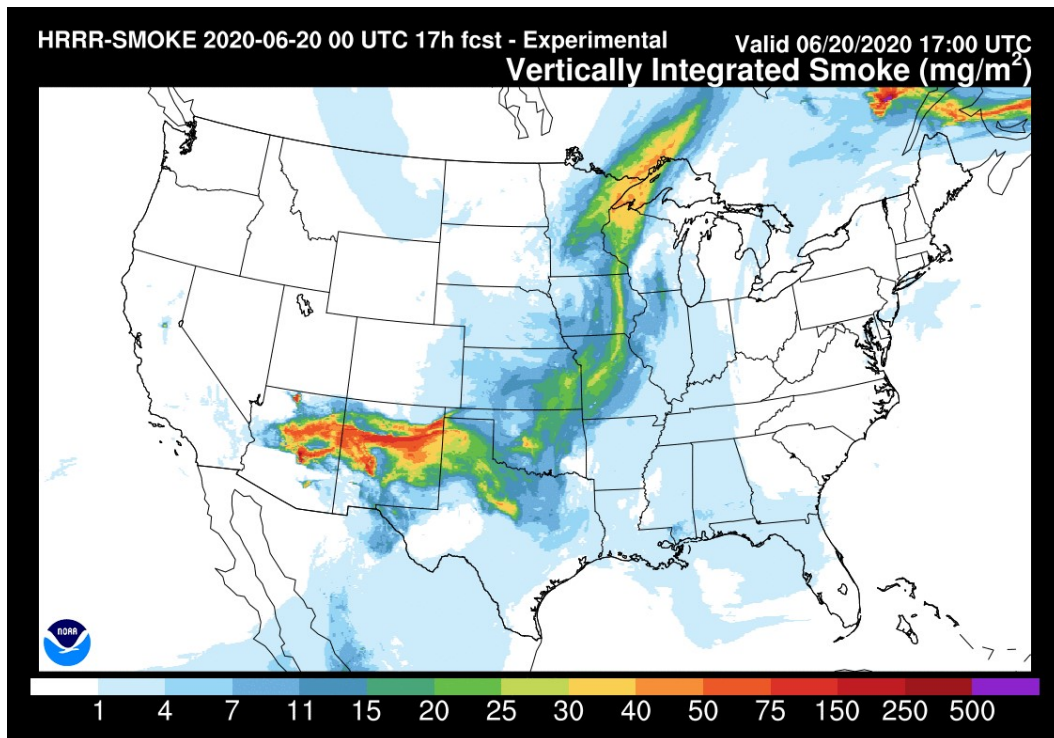 HRRR-SMOKE 2020-06-20 00 UTC 17h fcst - Experimental
Valid 06/20/2020 17:00 UTC
Vertically Integrated Smoke (mg/m²)
NOAA
1 4 7 11 15 20 25 30 40 50 75 150 250 500